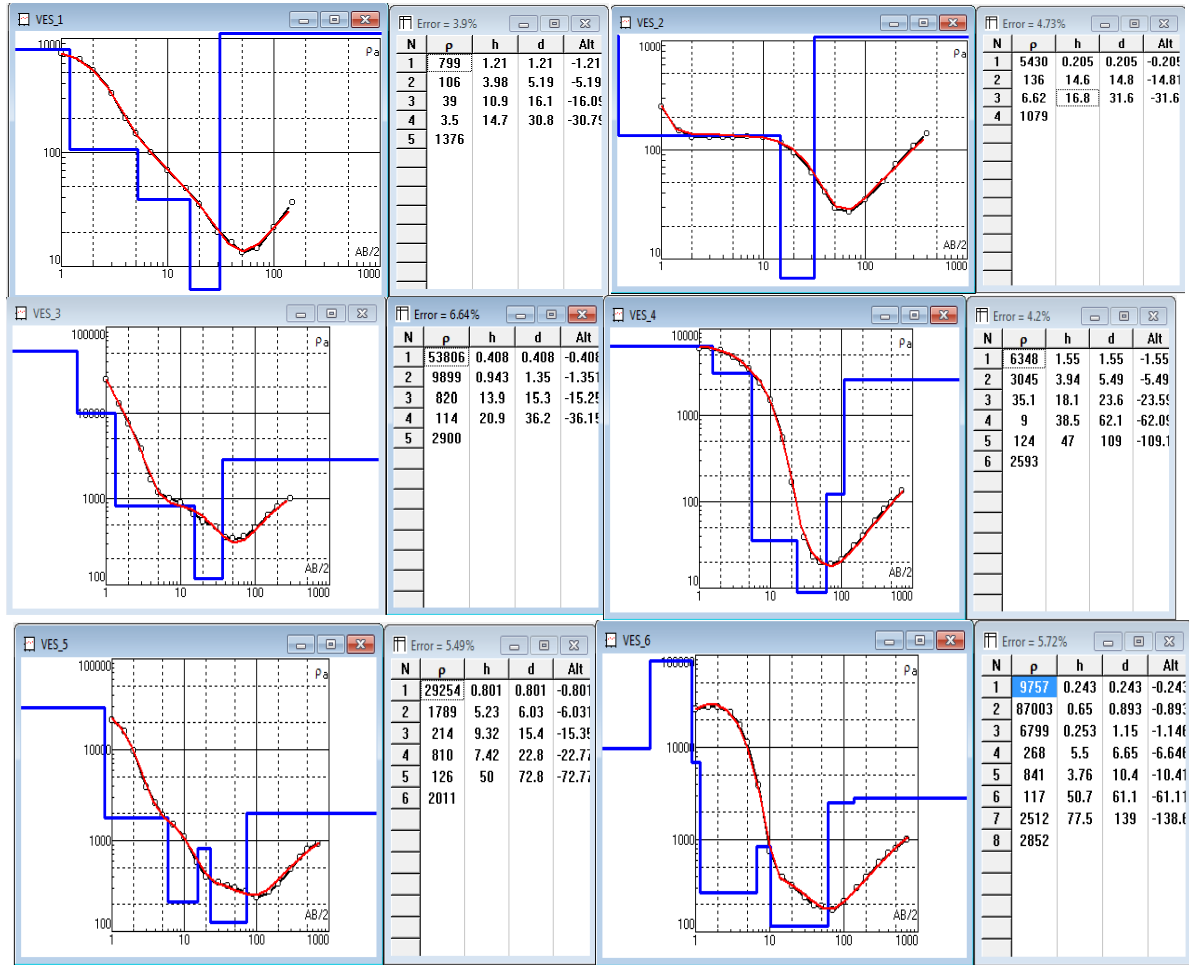 VES_1
1000
100
10
1
10
100
1000
ρa
AB/2
Error = 3.9%
N ρ h d Alt
1 799 1.21 1.21 -1.21
2 106 3.98 5.19 -5.19
3 39 10.9 16.1 -16.09
4 3.5 14.7 30.8 -30.79
5 1376
VES_2
1000
100
10
1
10
100
1000
ρa
AB/2
Error = 4.73%
N ρ h d Alt
1 5430 0.205 0.205 -0.205
2 136 14.6 14.8 -14.81
3 6.62 16.8 31.6 -31.6
4 1079
VES_3
100000
10000
1000
100
1
10
100
1000
ρa
AB/2
Error = 6.64%
N ρ h d Alt
1 53806 0.408 0.408 -0.408
2 9899 0.943 1.35 -1.351
3 820 13.9 15.3 -15.25
4 114 20.9 36.2 -36.15
5 2900
VES_4
10000
1000
100
10
1
10
100
1000
ρa
AB/2
Error = 4.2%
N ρ h d Alt
1 6348 1.55 1.55 -1.55
2 3045 3.94 5.49 -5.49
3 35.1 18.1 23.6 -23.59
4 9 38.5 62.1 -62.09
5 124 47 109 -109.1
6 2593
VES_5
100000
10000
1000
100
1
10
100
1000
ρa
AB/2
Error = 5.49%
N ρ h d Alt
1 29254 0.801 0.801 -0.801
2 1789 5.23 6.03 -6.031
3 214 9.32 15.4 -15.35
4 810 7.42 22.8 -22.77
5 126 50 72.8 -72.77
6 2011
VES_6
100000
10000
1000
100
1
10
100
1000
ρa
AB/2
Error = 5.72%
N ρ h d Alt
1 9757 0.243 0.243 -0.243
2 87003 0.65 0.893 -0.893
3 6799 0.253 1.15 -1.146
4 268 5.5 6.65 -6.646
5 841 3.76 10.4 -10.41
6 117 50.7 61.1 -61.11
7 2512 77.5 139 -138.6
8 2852